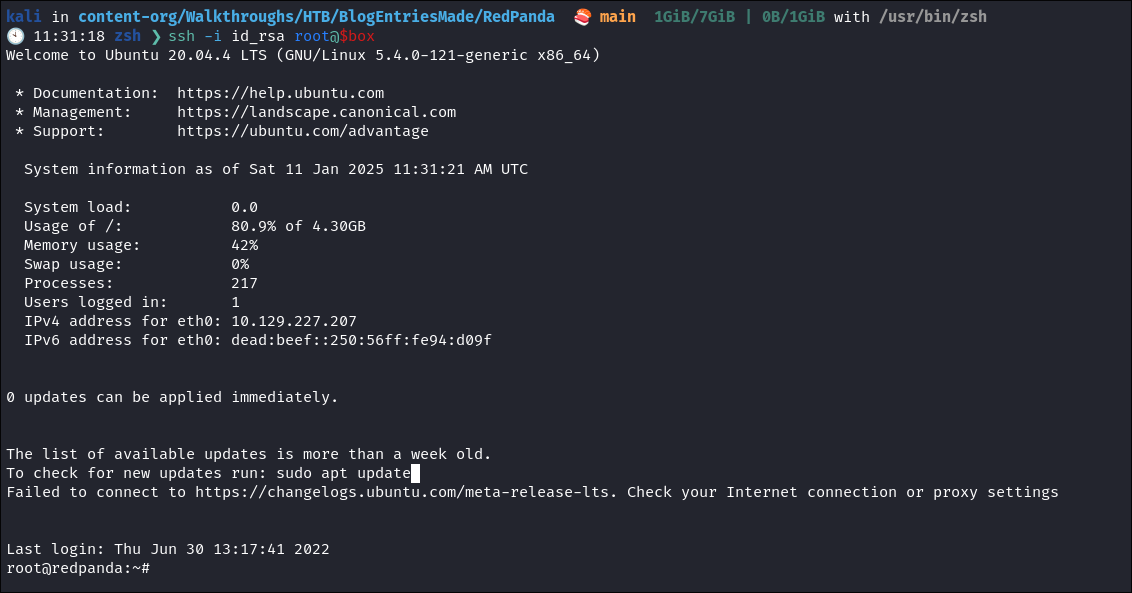 kali in content-org/Walkthroughs/HTB/BlogEntriesMade/RedPanda 🍣 main 1GiB/7GiB | 0B/1GiB with /usr/bin/zsh
🕙 11:31:18 zsh ❯ ssh -i id_rsa root@$box
Welcome to Ubuntu 20.04.4 LTS (GNU/Linux 5.4.0-121-generic x86_64)
* Documentation: https://help.ubuntu.com
* Management: https://landscape.canonical.com
* Support: https://ubuntu.com/advantage
System information as of Sat 11 Jan 2025 11:31:21 AM UTC
System load: 0.0
Usage of /: 80.9% of 4.30GB
Memory usage: 42%
Swap usage: 0%
Processes: 217
Users logged in: 1
IPv4 address for eth0: 10.129.227.207
IPv6 address for eth0: dead:beef::250:56ff:fe94:d09f
0 updates can be applied immediately.
The list of available updates is more than a week old.
To check for new updates run: sudo apt update
Failed to connect to https://changelogs.ubuntu.com/meta-release-lts. Check your Internet connection or proxy settings
Last login: Thu Jun 30 13:17:41 2022
root@redpanda:~#